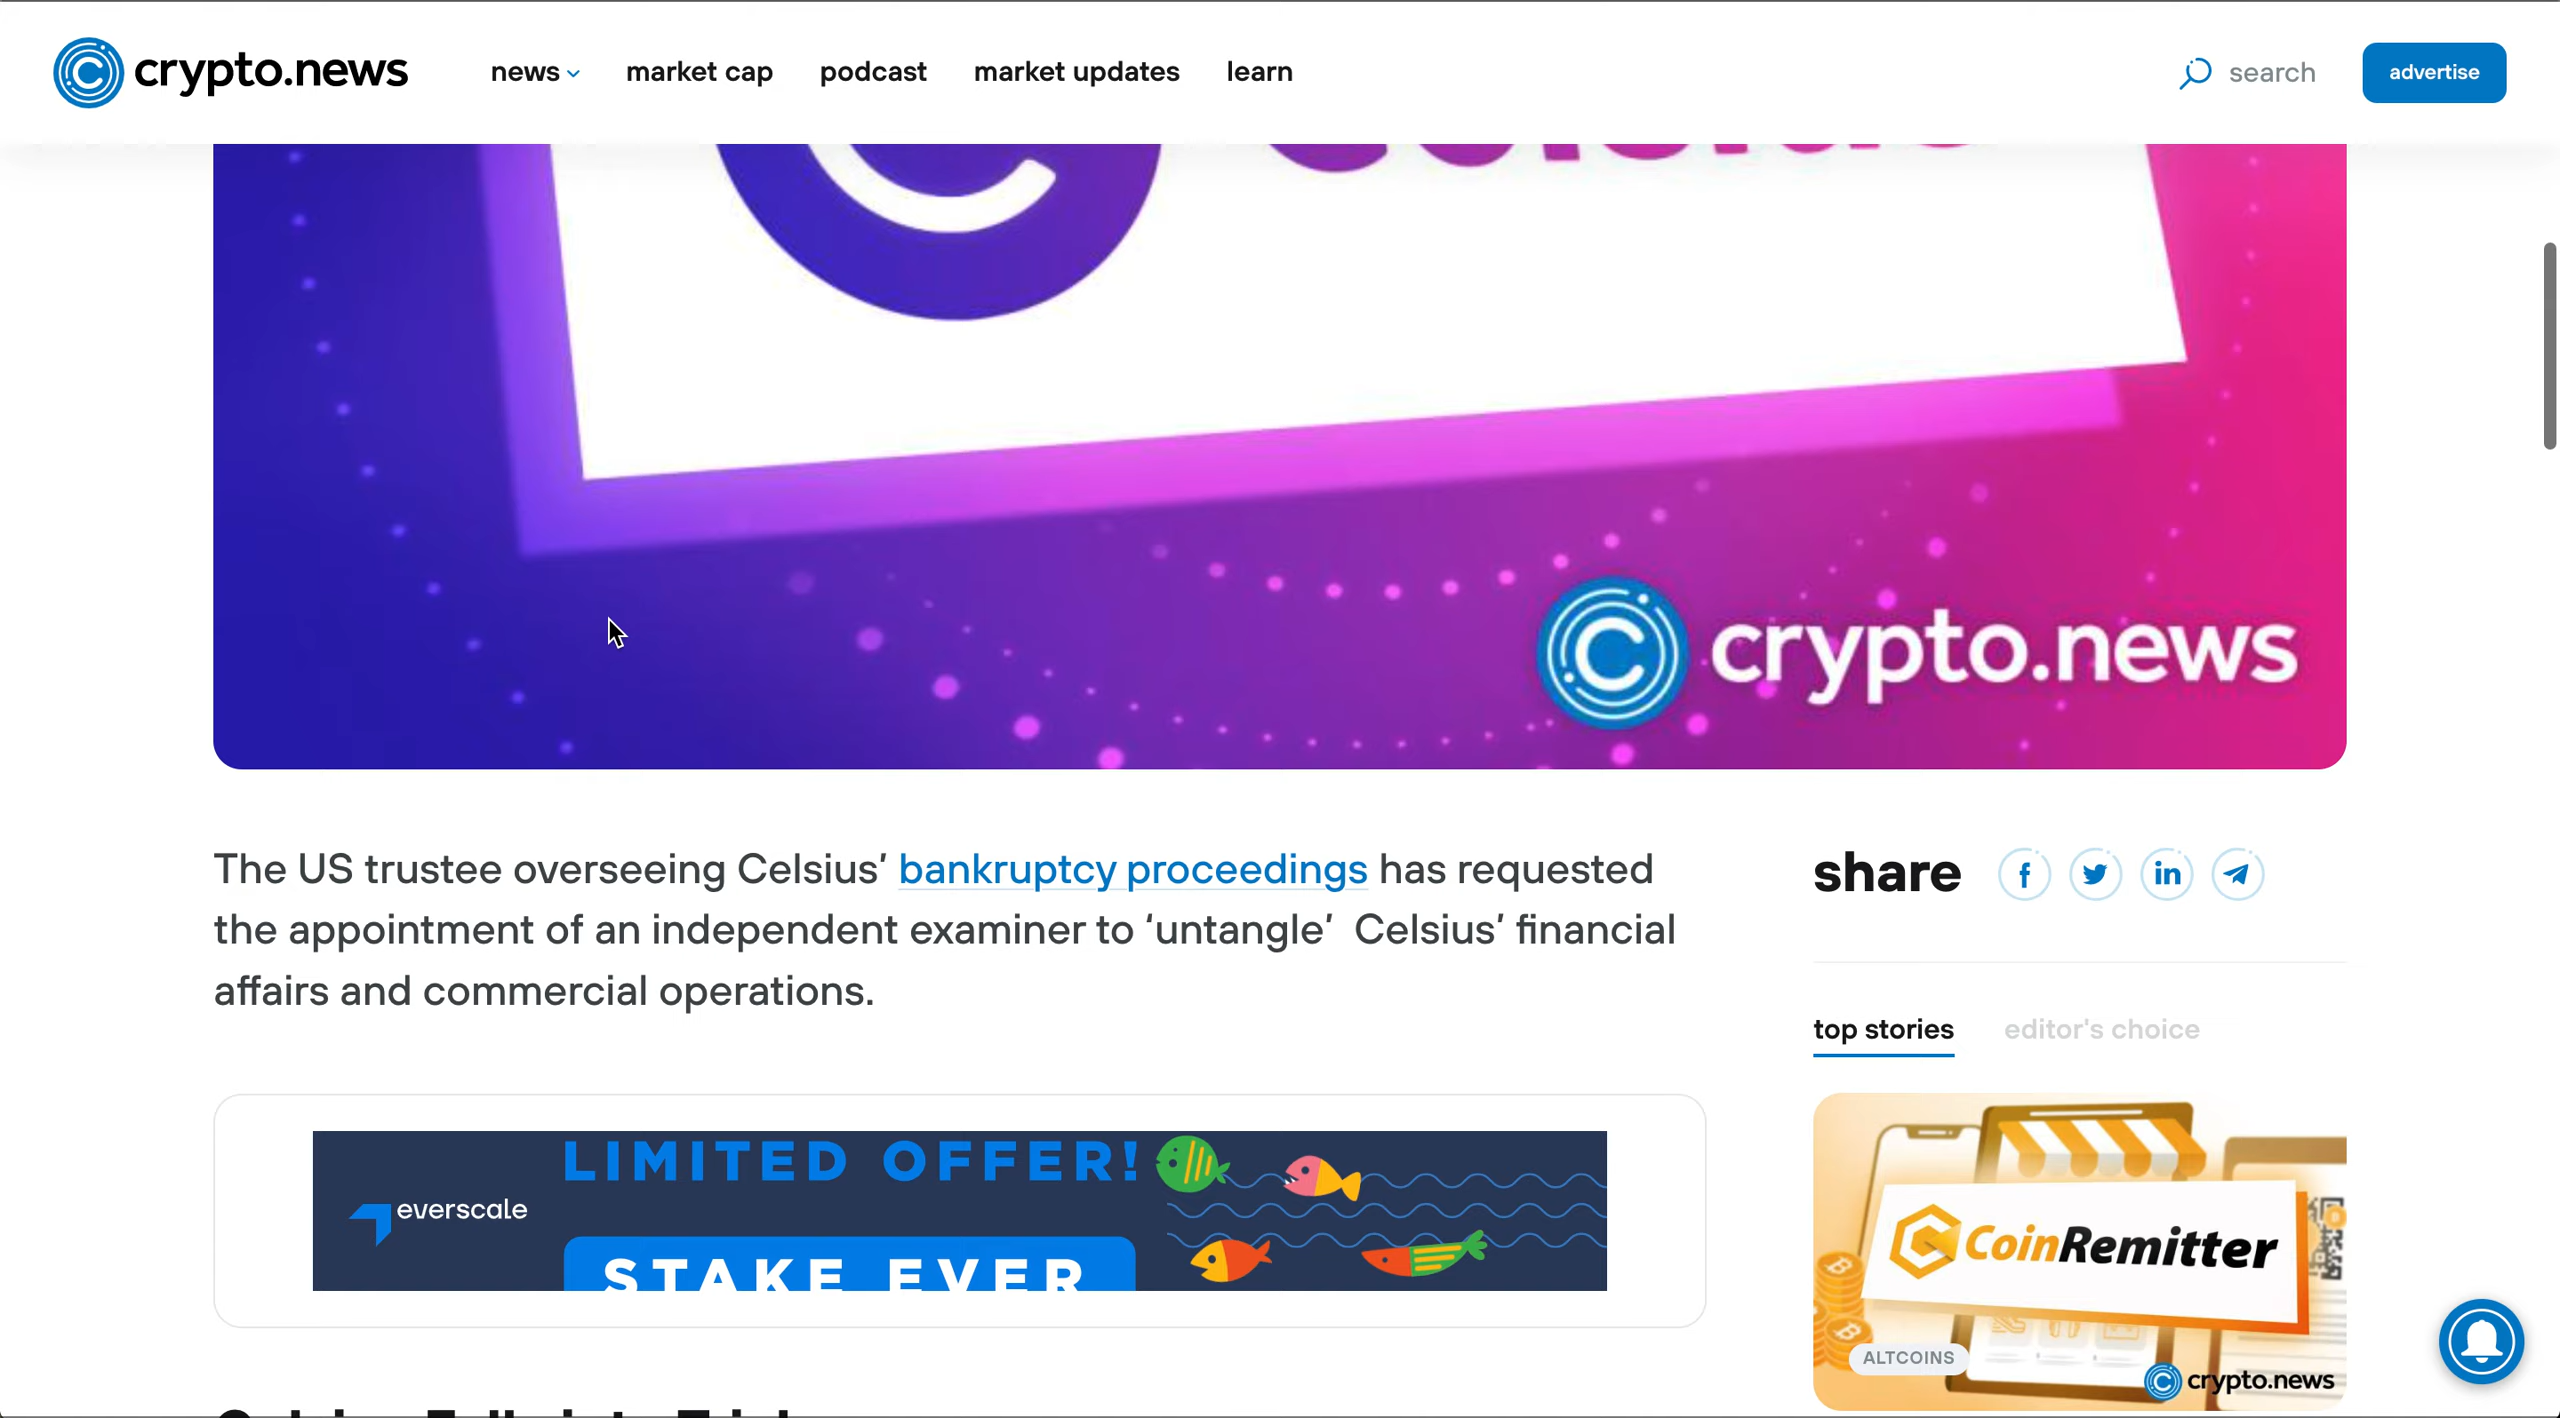 crypto.news
news
market cap
podcast
market updates
learn
search
advertise
crypto.news
The US trustee overseeing Celsius’ bankruptcy proceedings has requested
the appointment of an independent examiner to ‘untangle’ Celsius’ financial
affairs and commercial operations.
share
top stories
editor's choice
everscale
LIMITED OFFER!
STAKE EVER
CoinRemitter
ALTCOINS
crypto.news